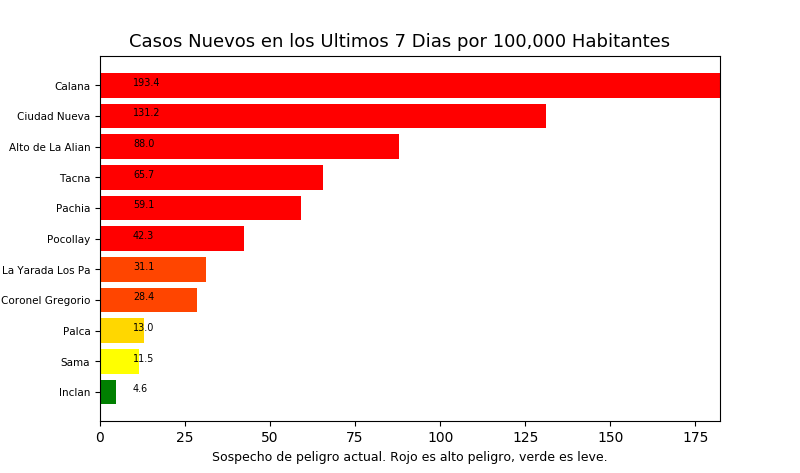 Casos Nuevos en los Ultimos 7 Dias por 100,000 Habitantes
Calana 193.4
Ciudad Nueva 131.2
Alto de La Alian 88.0
Tacna 65.7
Pachia 59.1
Pocollay 42.3
La Yarada Los Pa 31.1
Coronel Gregorio 28.4
Palca 13.0
Sama 11.5
Inclan 4.6
0 25 50 75 100 125 150 175
Sospecho de peligro actual. Rojo es alto peligro, verde es leve.